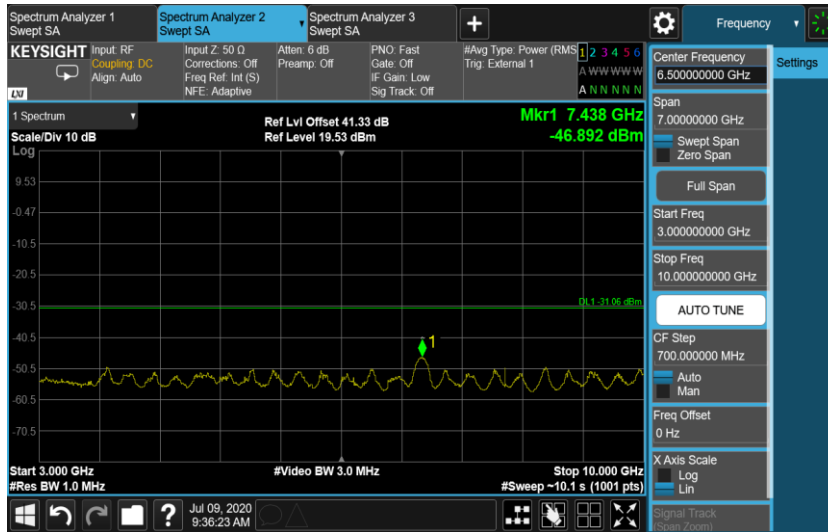 Spectrum Analyzer 1
Swept SA
Spectrum Analyzer 2
Swept SA
Spectrum Analyzer 3
Swept SA
Frequency
KEYSIGHT
LXI
Input: RF
Coupling: DC
Align: Auto
Input Z: 50 Ω
Corrections: Off
Freq Ref: Int (S)
NFE: Adaptive
Atten: 6 dB
Preamp: Off
PNO: Fast
Gate: Off
IF Gain: Low
Sig Track: Off
#Avg Type: Power (RMS
Trig: External 1
1 2 3 4 5 6
A W W W W W
A N N N N N
1 Spectrum
Scale/Div 10 dB
Log
Ref Lvl Offset 41.33 dB
Ref Level 19.53 dBm
Mkr1 7.438 GHz
-46.892 dBm
9.53
-0.47
-10.5
-20.5
-30.5
-40.5
-50.5
-60.5
-70.5
DL1 -31.06 dBm
1
Start 3.000 GHz
#Res BW 1.0 MHz
#Video BW 3.0 MHz
Stop 10.000 GHz
#Sweep ~10.1 s (1001 pts)
Jul 09, 2020
9:36:23 AM
Center Frequency
6.500000000 GHz
Settings
Span
7.00000000 GHz
Swept Span
Zero Span
Full Span
Start Freq
3.000000000 GHz
Stop Freq
10.000000000 GHz
AUTO TUNE
CF Step
700.000000 MHz
Auto
Man
Freq Offset
0 Hz
X Axis Scale
Log
Lin
Signal Track
(Span Zoom)